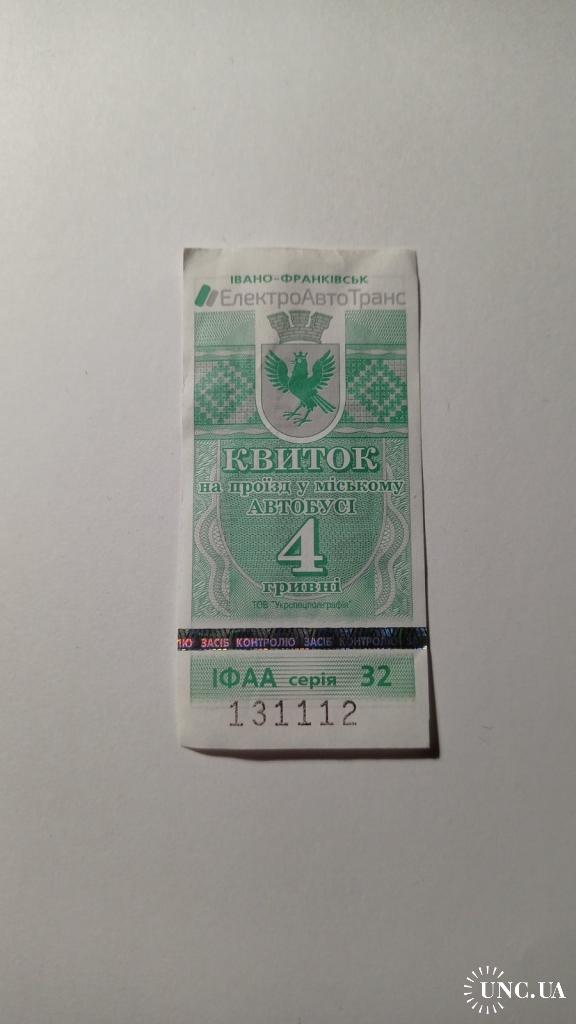 ІВАНО-ФРАНКІВСЬК
ЕлектроАвтоТранс
КВИТОК
на проїзд у міському
АВТОБУСІ
4
гривні
ТОВ "Укрспецполіграфія"
ЗАСІБ КОНТРОЛЮ ЗАСІБ КОНТРОЛЮ
ІФАА серія 32
131112
UNC.UA